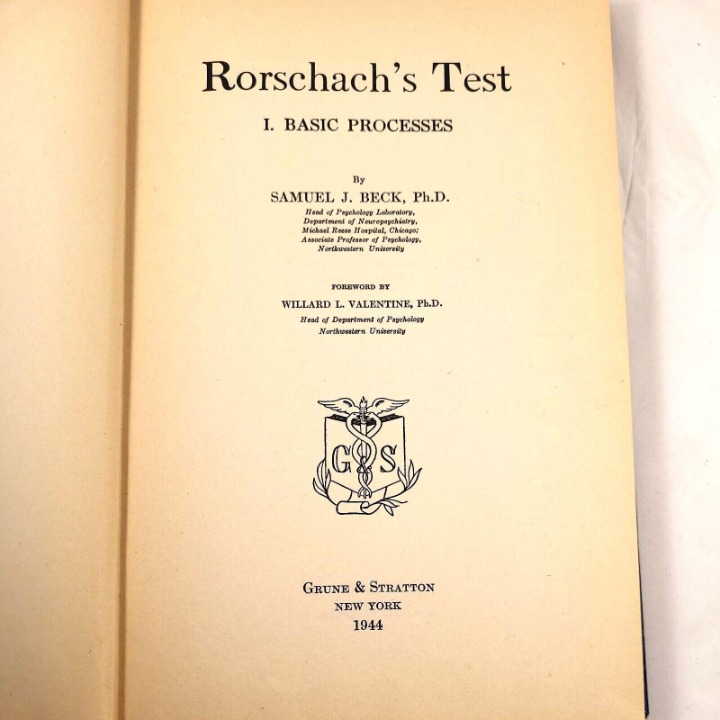 Rorschach's Test
I. BASIC PROCESSES
By
SAMUEL J. BECK, Ph.D.
Head of Psychology Laboratory,
Department of Neuropsychiatry,
Michael Reese Hospital, Chicago;
Associate Professor of Psychology,
Northwestern University
FOREWORD BY
WILLARD L. VALENTINE, Ph.D.
Head of Department of Psychology
Northwestern University
G & S
GRUNE & STRATTON
NEW YORK
1944